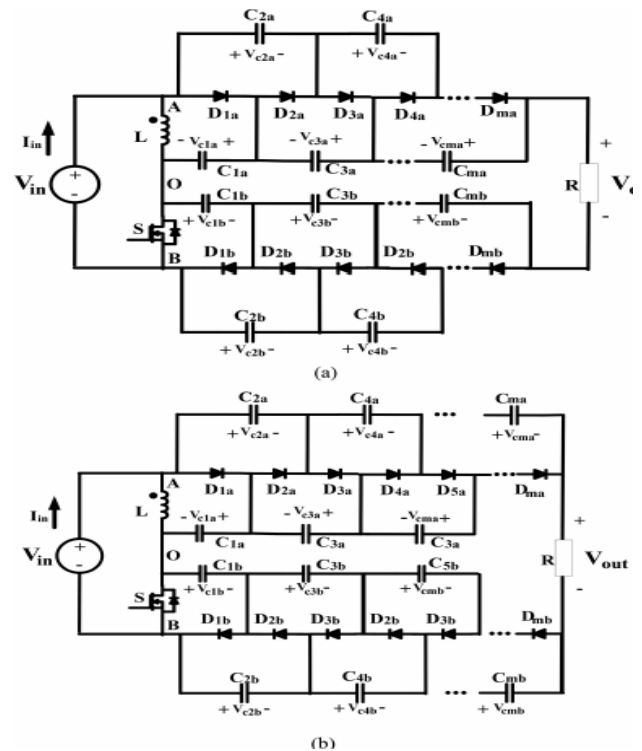 C2a C4a
+Vc2a- +Vc4a-
A
D1a D2a D3a D4a Dma
Iin
L
-Vc1a+ -Vc3a+ -Vcma+
+
C1a C3a Cma
Vin
+
-
O
R
C1b C3b Cmb
-
S
+Vc1b- +Vc3b- +Vcmb-
B
D1b D2b D3b D2b Dmb
C2b C4b
+Vc2b- +Vc4b-
(a)
C2a C4a Cma
+Vc2a- +Vc4a- +Vcma-
A
D1a D2a D3a D4a D5a Dma
Iin
L
-Vc1a+ -Vc3a+ -Vcma+
+
C1a C3a C3a
Vin
+
-
O
R Vout
C1b C3b C5b
-
S
+Vc1b- +Vc3b- +Vcmb-
B
D1b D2b D3b D2b D3b Dmb
C2b C4b Cmb
+Vc2b- +Vc4b- +Vcmb
(b)